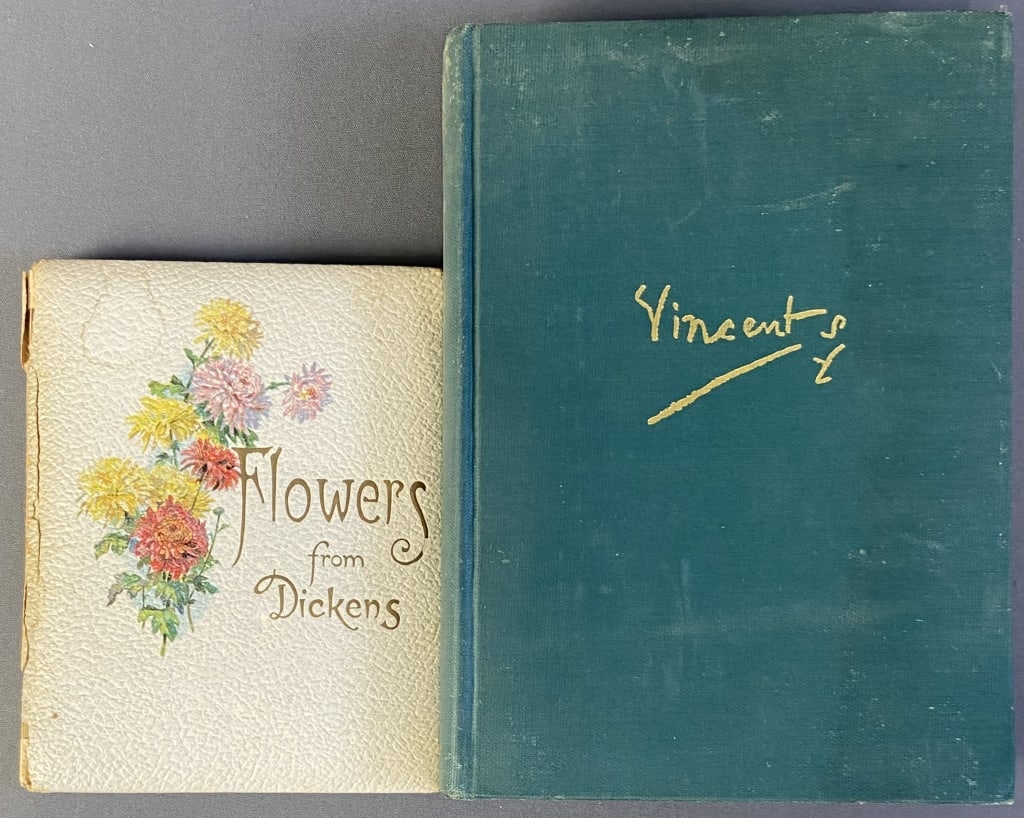 Flowers
from
Dickens
Vincent